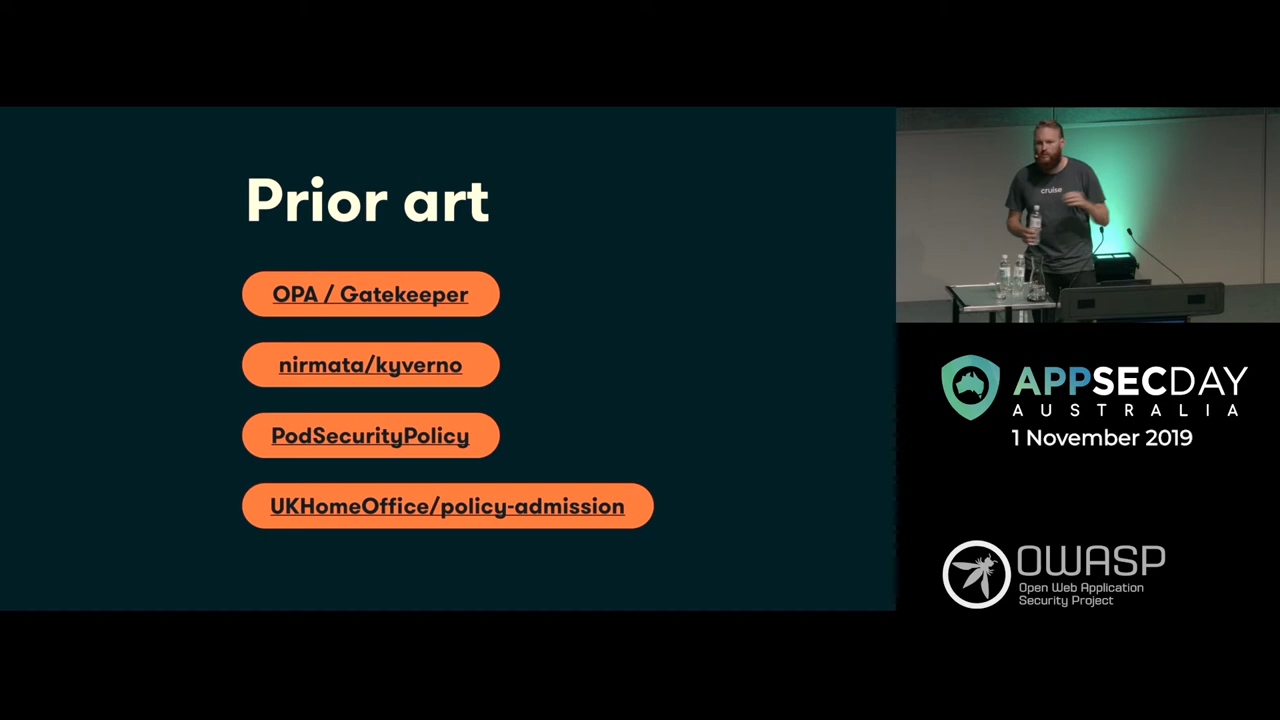 Prior art
OPA / Gatekeeper
nirmata/kyverno
PodSecurityPolicy
UKHomeOffice/policy-admission
cruise
APPSECDAY
AUSTRALIA
1 November 2019
OWASP
Open Web Application
Security Project